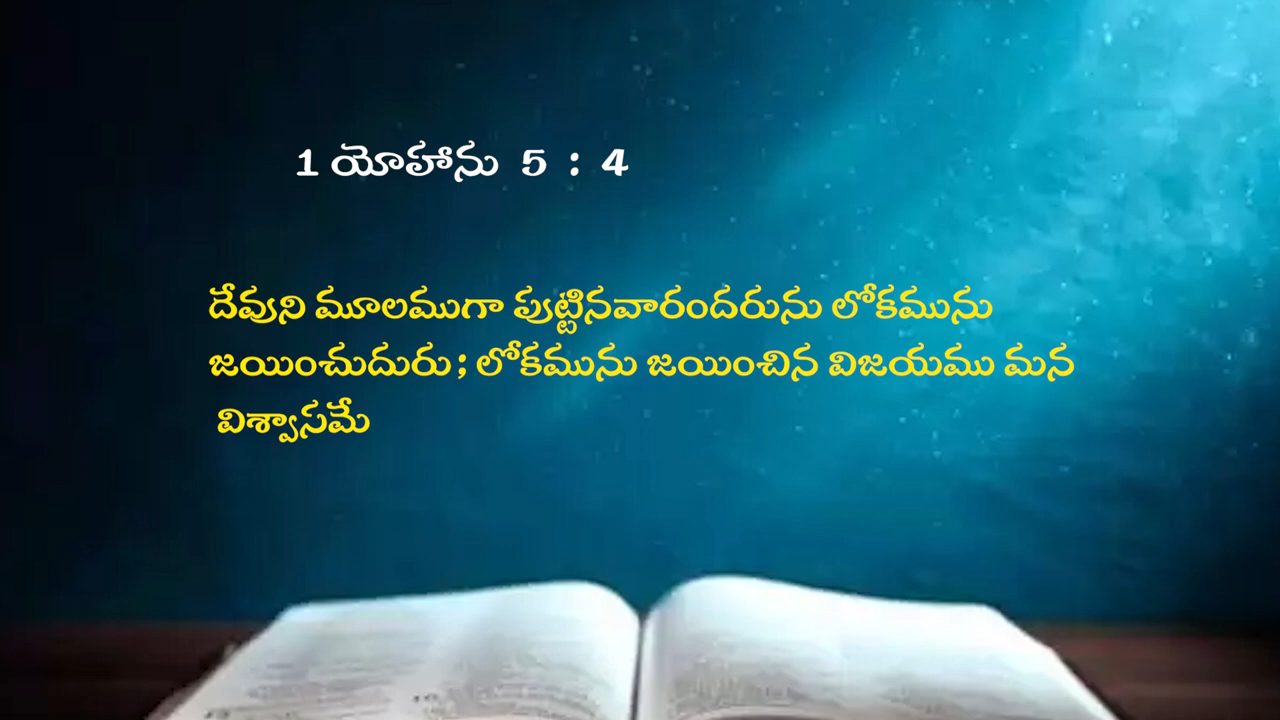 1 యోహాను 5 : 4
దేవుని మూలముగా పుట్టినవారందరును లోకమును
జయించుదురు; లోకమును జయించిన విజయము మన
విశ్వాసమే